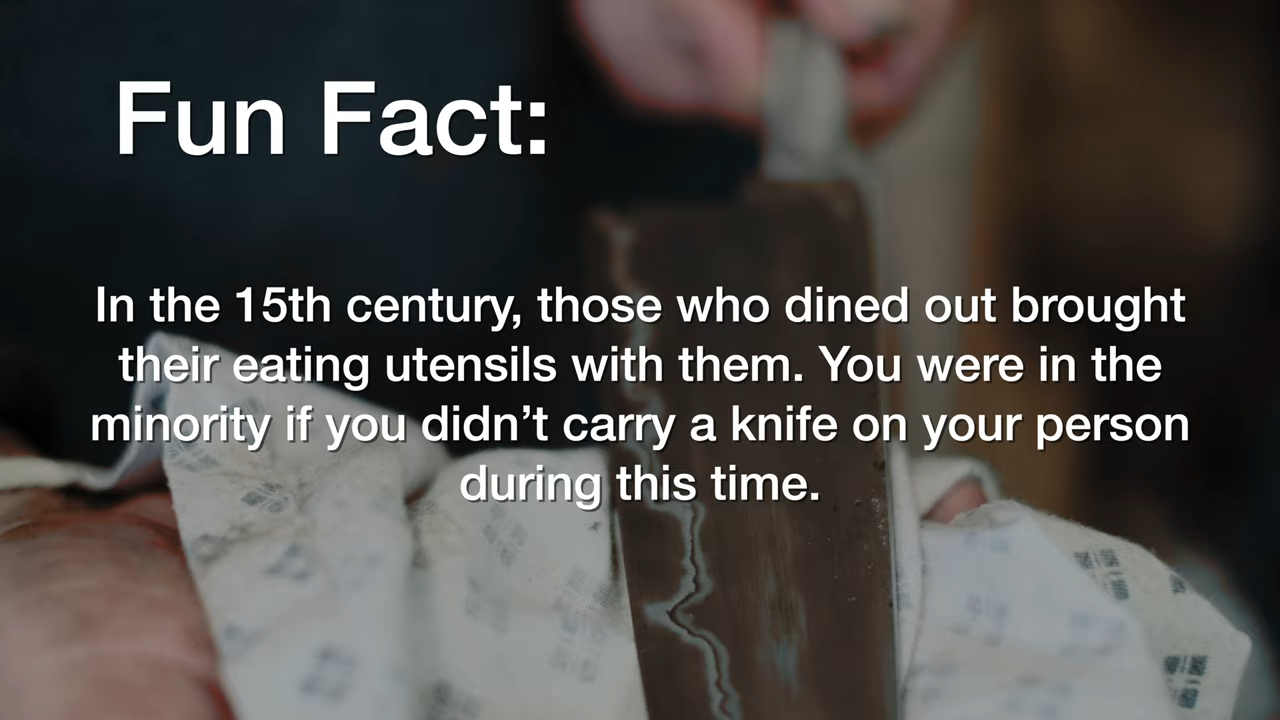 Fun Fact:
In the 15th century, those who dined out brought
their eating utensils with them. You were in the
minority if you didn’t carry a knife on your person
during this time.